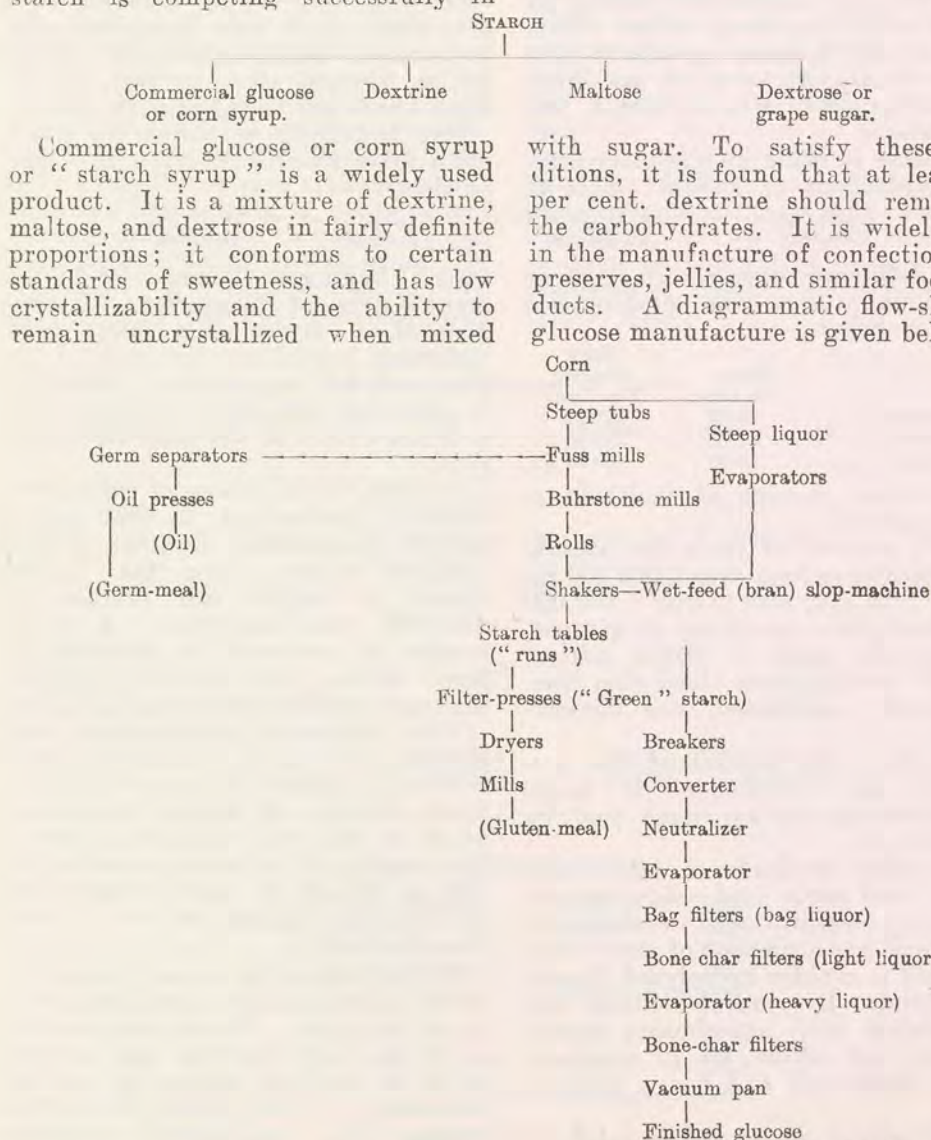 starch is competing successfully in
STARCH
Commercial glucose
or corn syrup.
Dextrine
Maltose
Dextrose or
grape sugar.
Commercial glucose or corn syrup
or “ starch syrup ” is a widely used
product. It is a mixture of dextrine,
maltose, and dextrose in fairly definite
proportions; it conforms to certain
standards of sweetness, and has low
crystallizability and the ability to
remain uncrystallized when mixed
with sugar. To satisfy these
ditions, it is found that at lea
per cent. dextrine should rem
the carbohydrates. It is widel
in the manufacture of confectio
preserves, jellies, and similar fo
ducts. A diagrammatic flow-s
glucose manufacture is given be
Corn
Steep tubs
Steep liquor
Germ separators
Fuss mills
Evaporators
Oil presses
Buhrstone mills
(Oil)
Rolls
(Germ-meal)
Shakers—Wet-feed (bran) slop-machine
Starch tables
(“ runs ”)
Filter-presses (“ Green ” starch)
Dryers
Breakers
Mills
Converter
(Gluten-meal)
Neutralizer
Evaporator
Bag filters (bag liquor)
Bone char filters (light liquor
Evaporator (heavy liquor)
Bone-char filters
Vacuum pan
Finished glucose